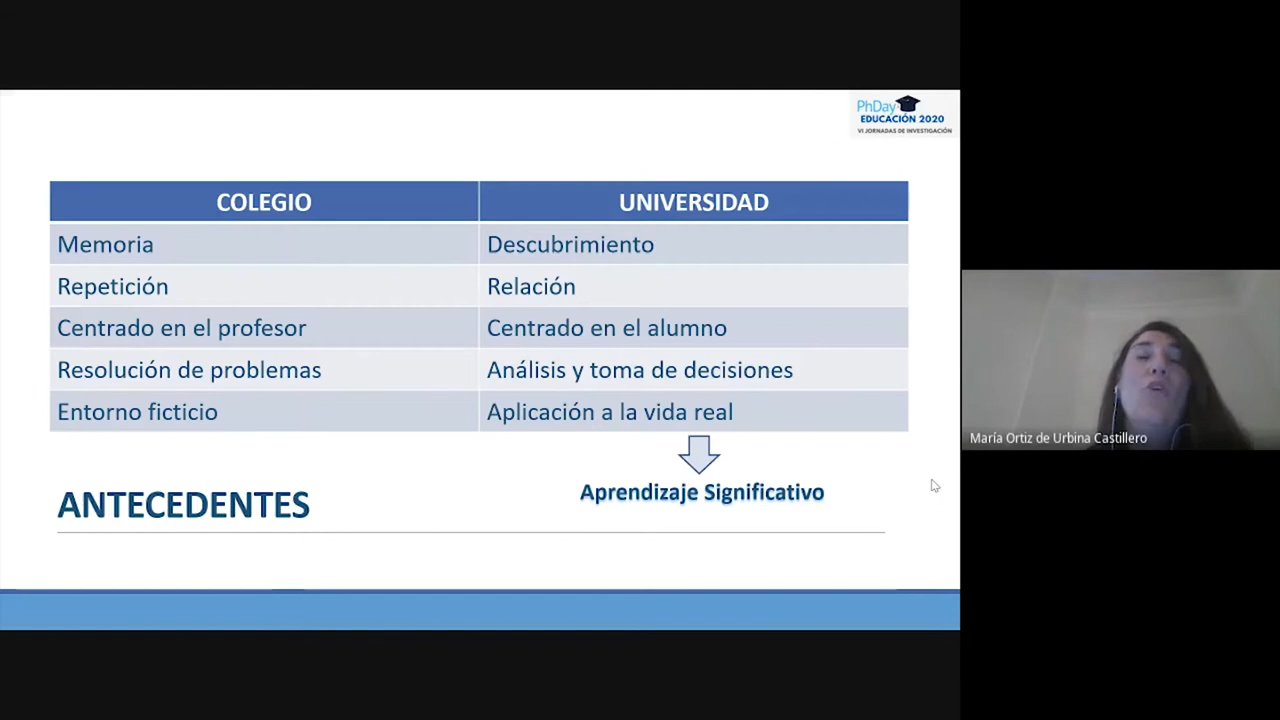 PhDay
EDUCACIÓN 2020
VI JORNADAS DE INVESTIGACIÓN
COLEGIO UNIVERSIDAD
Memoria Descubrimiento
Repetición Relación
Centrado en el profesor Centrado en el alumno
Resolución de problemas Análisis y toma de decisiones
Entorno ficticio Aplicación a la vida real
Aprendizaje Significativo
ANTECEDENTES
María Ortiz de Urbina Castillero